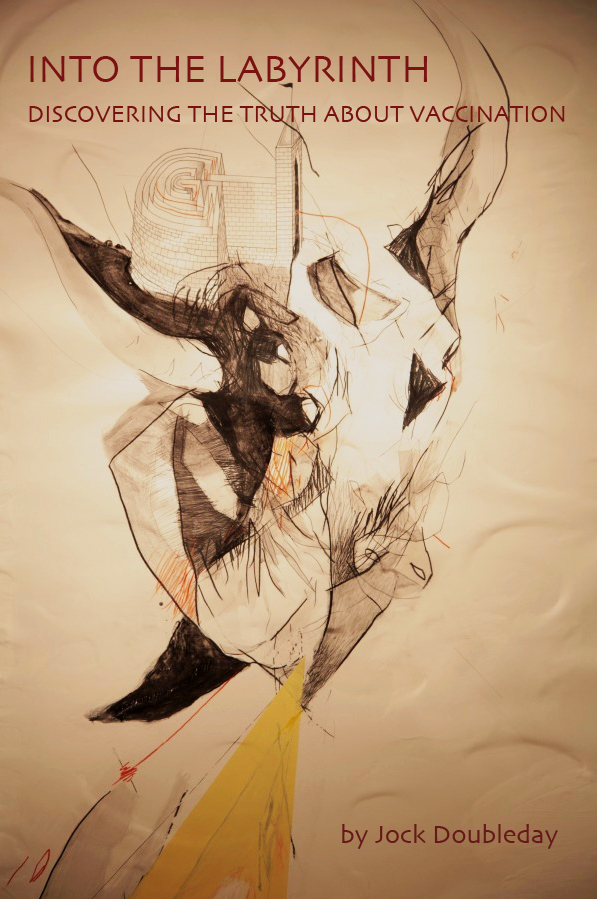 INTO THE LABYRINTH
DISCOVERING THE TRUTH ABOUT VACCINATION
by Jock Doubleday